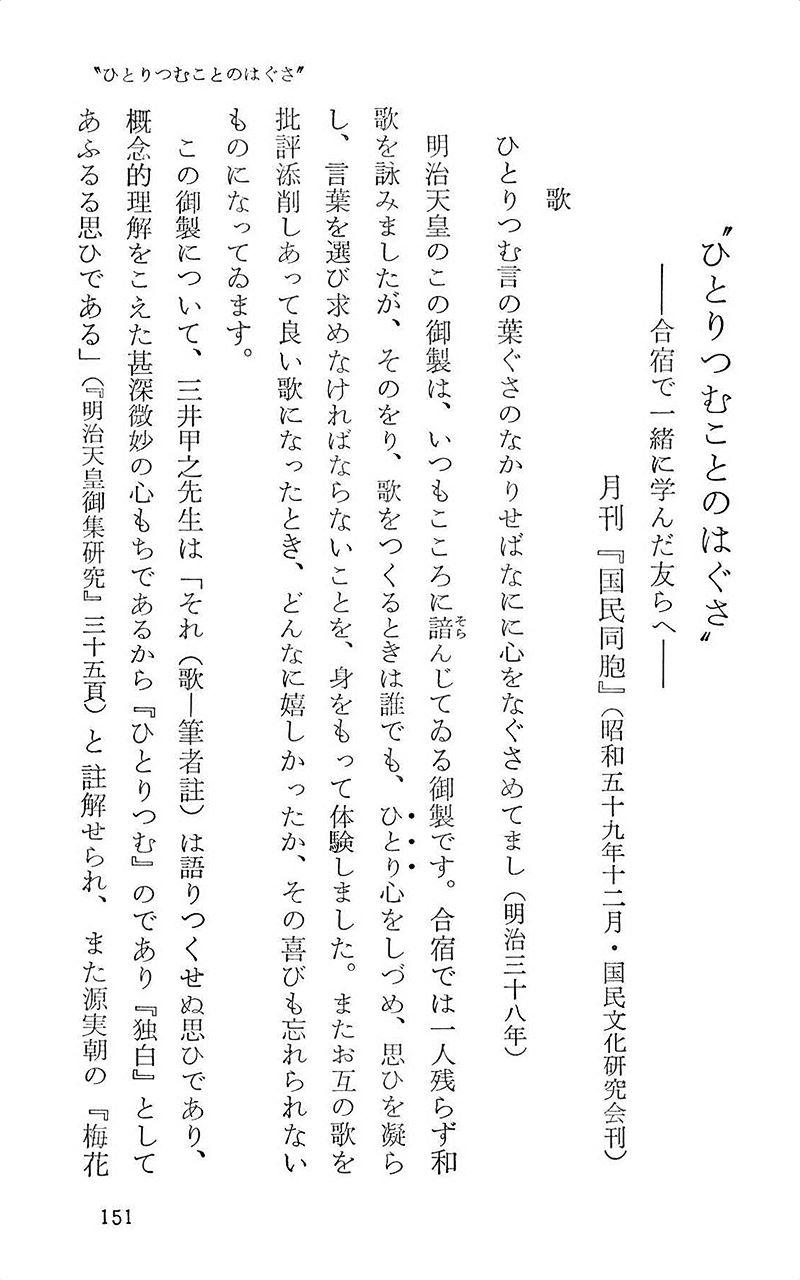 〝ひとりつむことのはぐさ〟
〝ひとりつむことのはぐさ〟
――合宿で一緒に学んだ友らへ――
月刊『国民同胞』（昭和五十九年十二月・国民文化研究会刊）
歌
ひとりつむ言の葉ぐさのなかりせばなにに心をなぐさめてまし（明治三十八年）
明治天皇のこの御製は、いつもこころに諳んじてゐる御製です。合宿では一人残らず和
そら
歌を詠みましたが、そのをり、歌をつくるときは誰でも、ひとり心をしづめ、思ひを凝ら
し、言葉を選び求めなければならないことを、身をもって体験しました。またお互の歌を
批評添削しあって良い歌になったとき、どんなに嬉しかったか、その喜びも忘れられない
ものになってゐます。
この御製について、三井甲之先生は「それ（歌―筆者註）は語りつくせぬ思ひであり、
概念的理解をこえた甚深微妙の心もちであるから『ひとりつむ』のであり『独白』として
あふるる思ひである」（『明治天皇御集研究』三十五頁）と註解せられ、また源実朝の『梅花
151